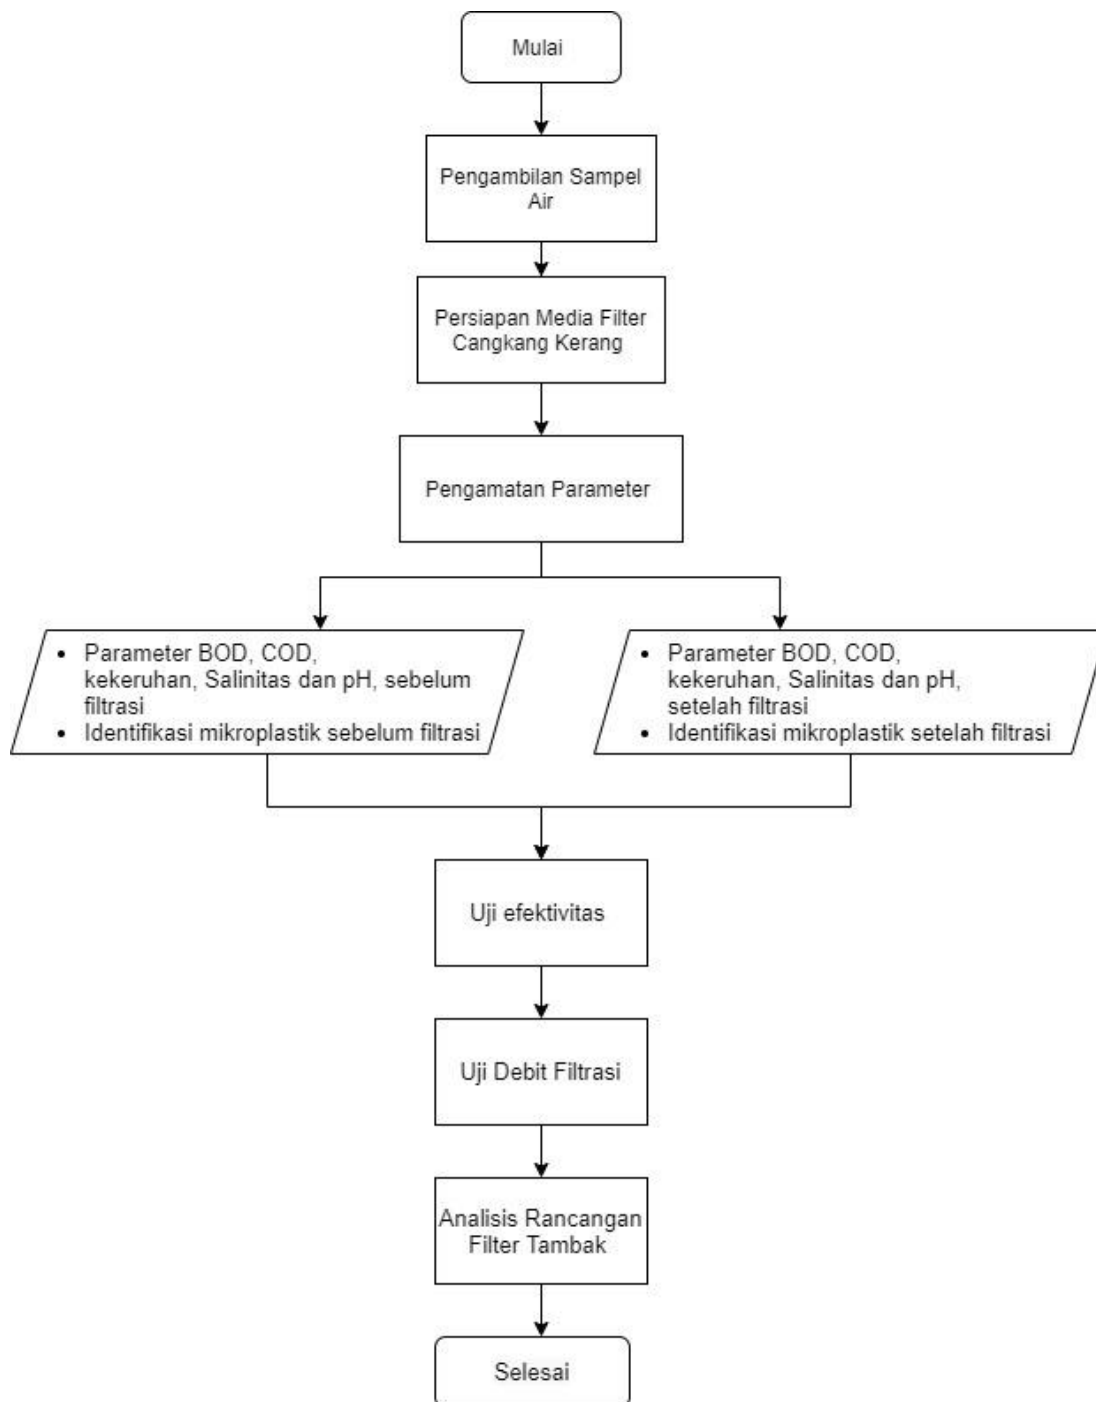 Mulai
Pengambilan Sampel
Air
Persiapan Media Filter
Cangkang Kerang
Pengamatan Parameter
• Parameter BOD, COD,
kekeruhan, Salinitas dan pH, sebelum
filtrasi
• Identifikasi mikroplastik sebelum filtrasi
• Parameter BOD, COD,
kekeruhan, Salinitas dan pH,
setelah filtrasi
• Identifikasi mikroplastik setelah filtrasi
Uji efektivitas
Uji Debit Filtrasi
Analisis Rancangan
Filter Tambak
Selesai